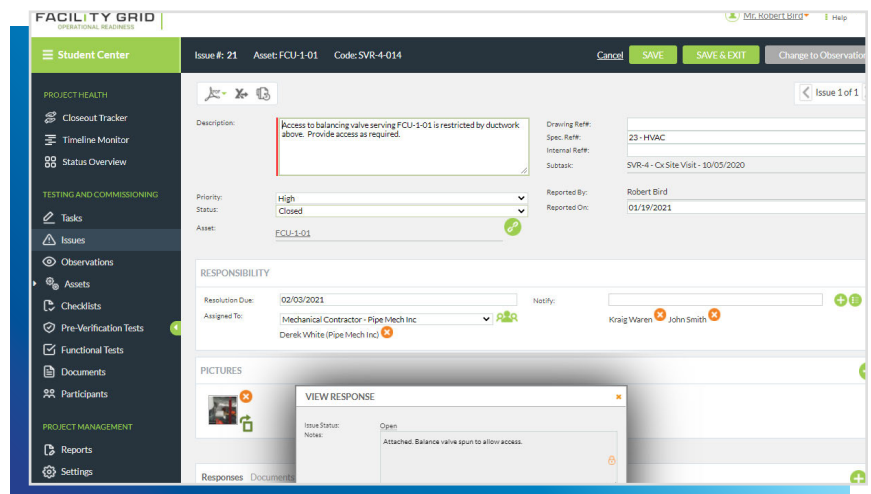 FACILITY GRID
OPERATIONAL READINESS
Mr. Robert Bird
Help
Student Center
Issue #: 21 Asset: FCU-1-01 Code: SVR-4-014
Cancel SAVE SAVE & EXIT Change to Observation
PROJECT HEALTH
Closeout Tracker
Timeline Monitor
Status Overview
TESTING AND COMMISSIONING
Tasks
Issues
Observations
Assets
Checklists
Pre-Verification Tests
Functional Tests
Documents
Participants
PROJECT MANAGEMENT
Reports
Settings
Issue 1 of 1
Description:
Access to balancing valve serving FCU-1-01 is restricted by ductwork
above. Provide access as required.
Priority: High
Status: Closed
Asset: FCU-1-01
Drawing Ref#:
Spec. Ref#: 23 - HVAC
Internal Ref#:
Subtask: SVR-4 - Cx Site Visit - 10/05/2020
Reported By: Robert Bird
Reported On: 01/19/2021
RESPONSIBILITY
Resolution Due: 02/03/2021
Assigned To: Mechanical Contractor - Pipe Mech Inc
Derek White (Pipe Mech Inc)
Notify:
Kraig Waren John Smith
PICTURES
VIEW RESPONSE
Issue Status: Open
Notes: Attached. Balance valve spun to allow access.
Responses Documents